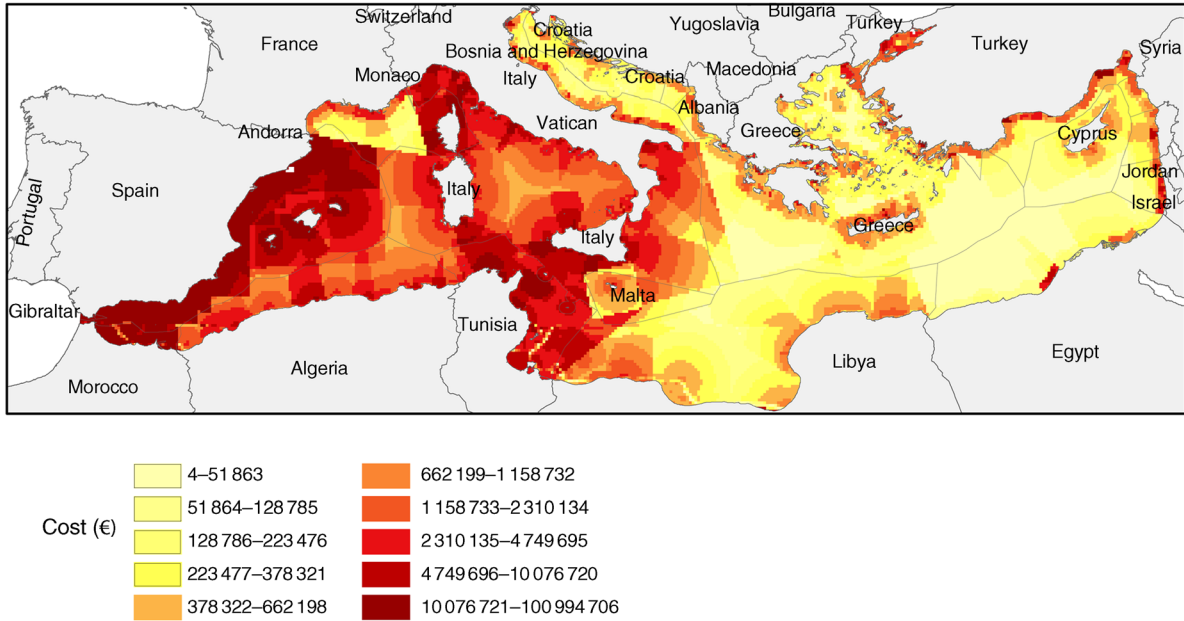 Switzerland
Bulgaria
Croatia
Yugoslavia
Turkey
France
Turkey
Syria
Bosnia and Herzegovina
Monaco
Italy
Croatia
Macedonia
Albania
Andorra
Vatican
Greece
Cyprus
Jordan
Spain
Italy
Portugal
Israel
Greece
Italy
Malta
Gibraltar
Tunisia
Egypt
Libya
Algeria
Morocco
4–51 863
662 199–1 158 732
51 864–128 785
1 158 733–2 310 134
Cost (€)
128 786–223 476
2 310 135–4 749 695
223 477–378 321
4 749 696–10 076 720
378 322–662 198
10 076 721–100 994 706